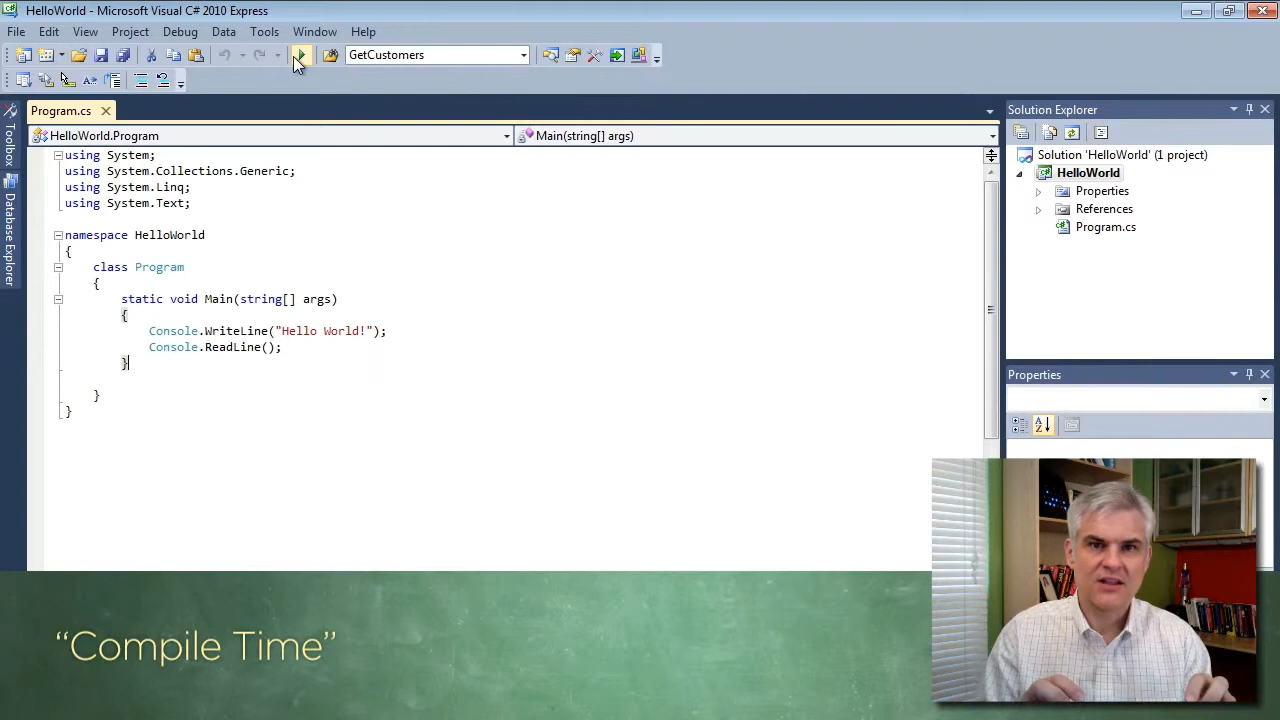 HelloWorld - Microsoft Visual C# 2010 Express
File Edit View Project Debug Data Tools Window Help
GetCustomers
Program.cs
HelloWorld.Program
Main(string[] args)
Toolbox
Database Explorer
using System;
using System.Collections.Generic;
using System.Linq;
using System.Text;
namespace HelloWorld
{
class Program
{
static void Main(string[] args)
{
Console.WriteLine("Hello World!");
Console.ReadLine();
}
}
}
Solution Explorer
Solution 'HelloWorld' (1 project)
HelloWorld
Properties
References
Program.cs
Properties
“Compile Time”